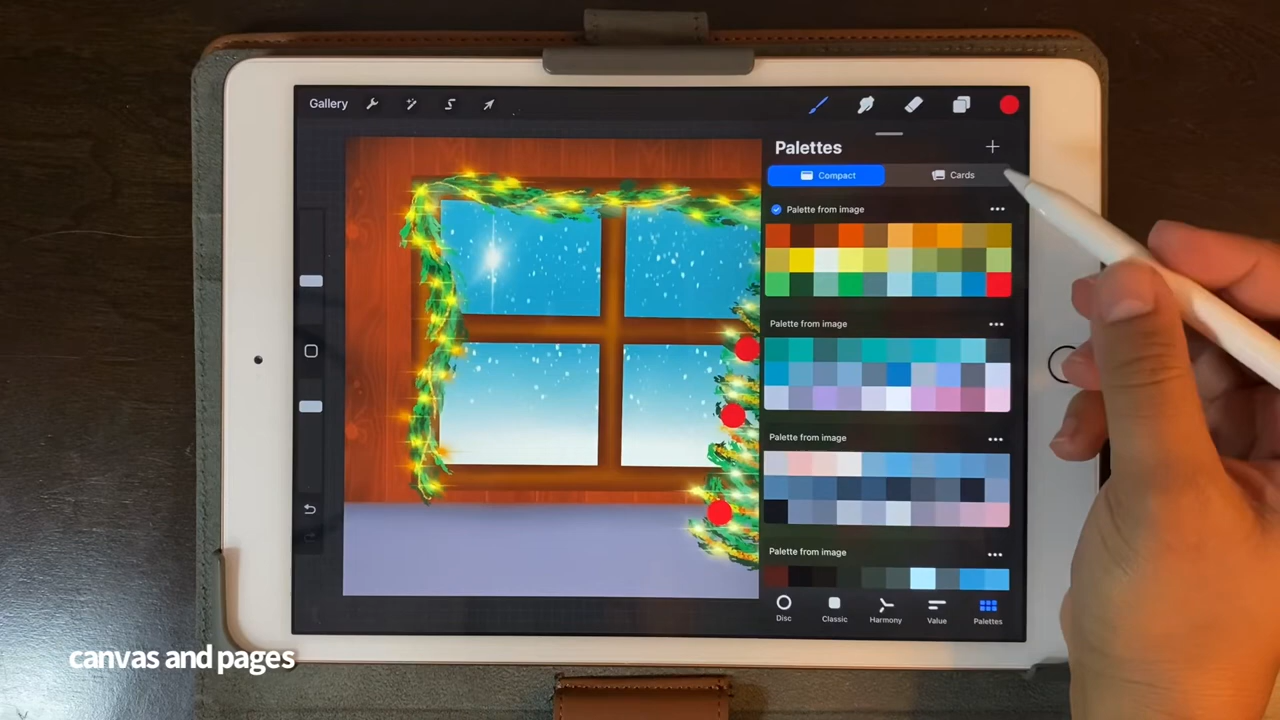 Gallery
Palettes
Compact
Cards
Palette from image
Palette from image
Palette from image
Palette from image
Disc
Classic
Harmony
Value
Palettes
canvas and pages